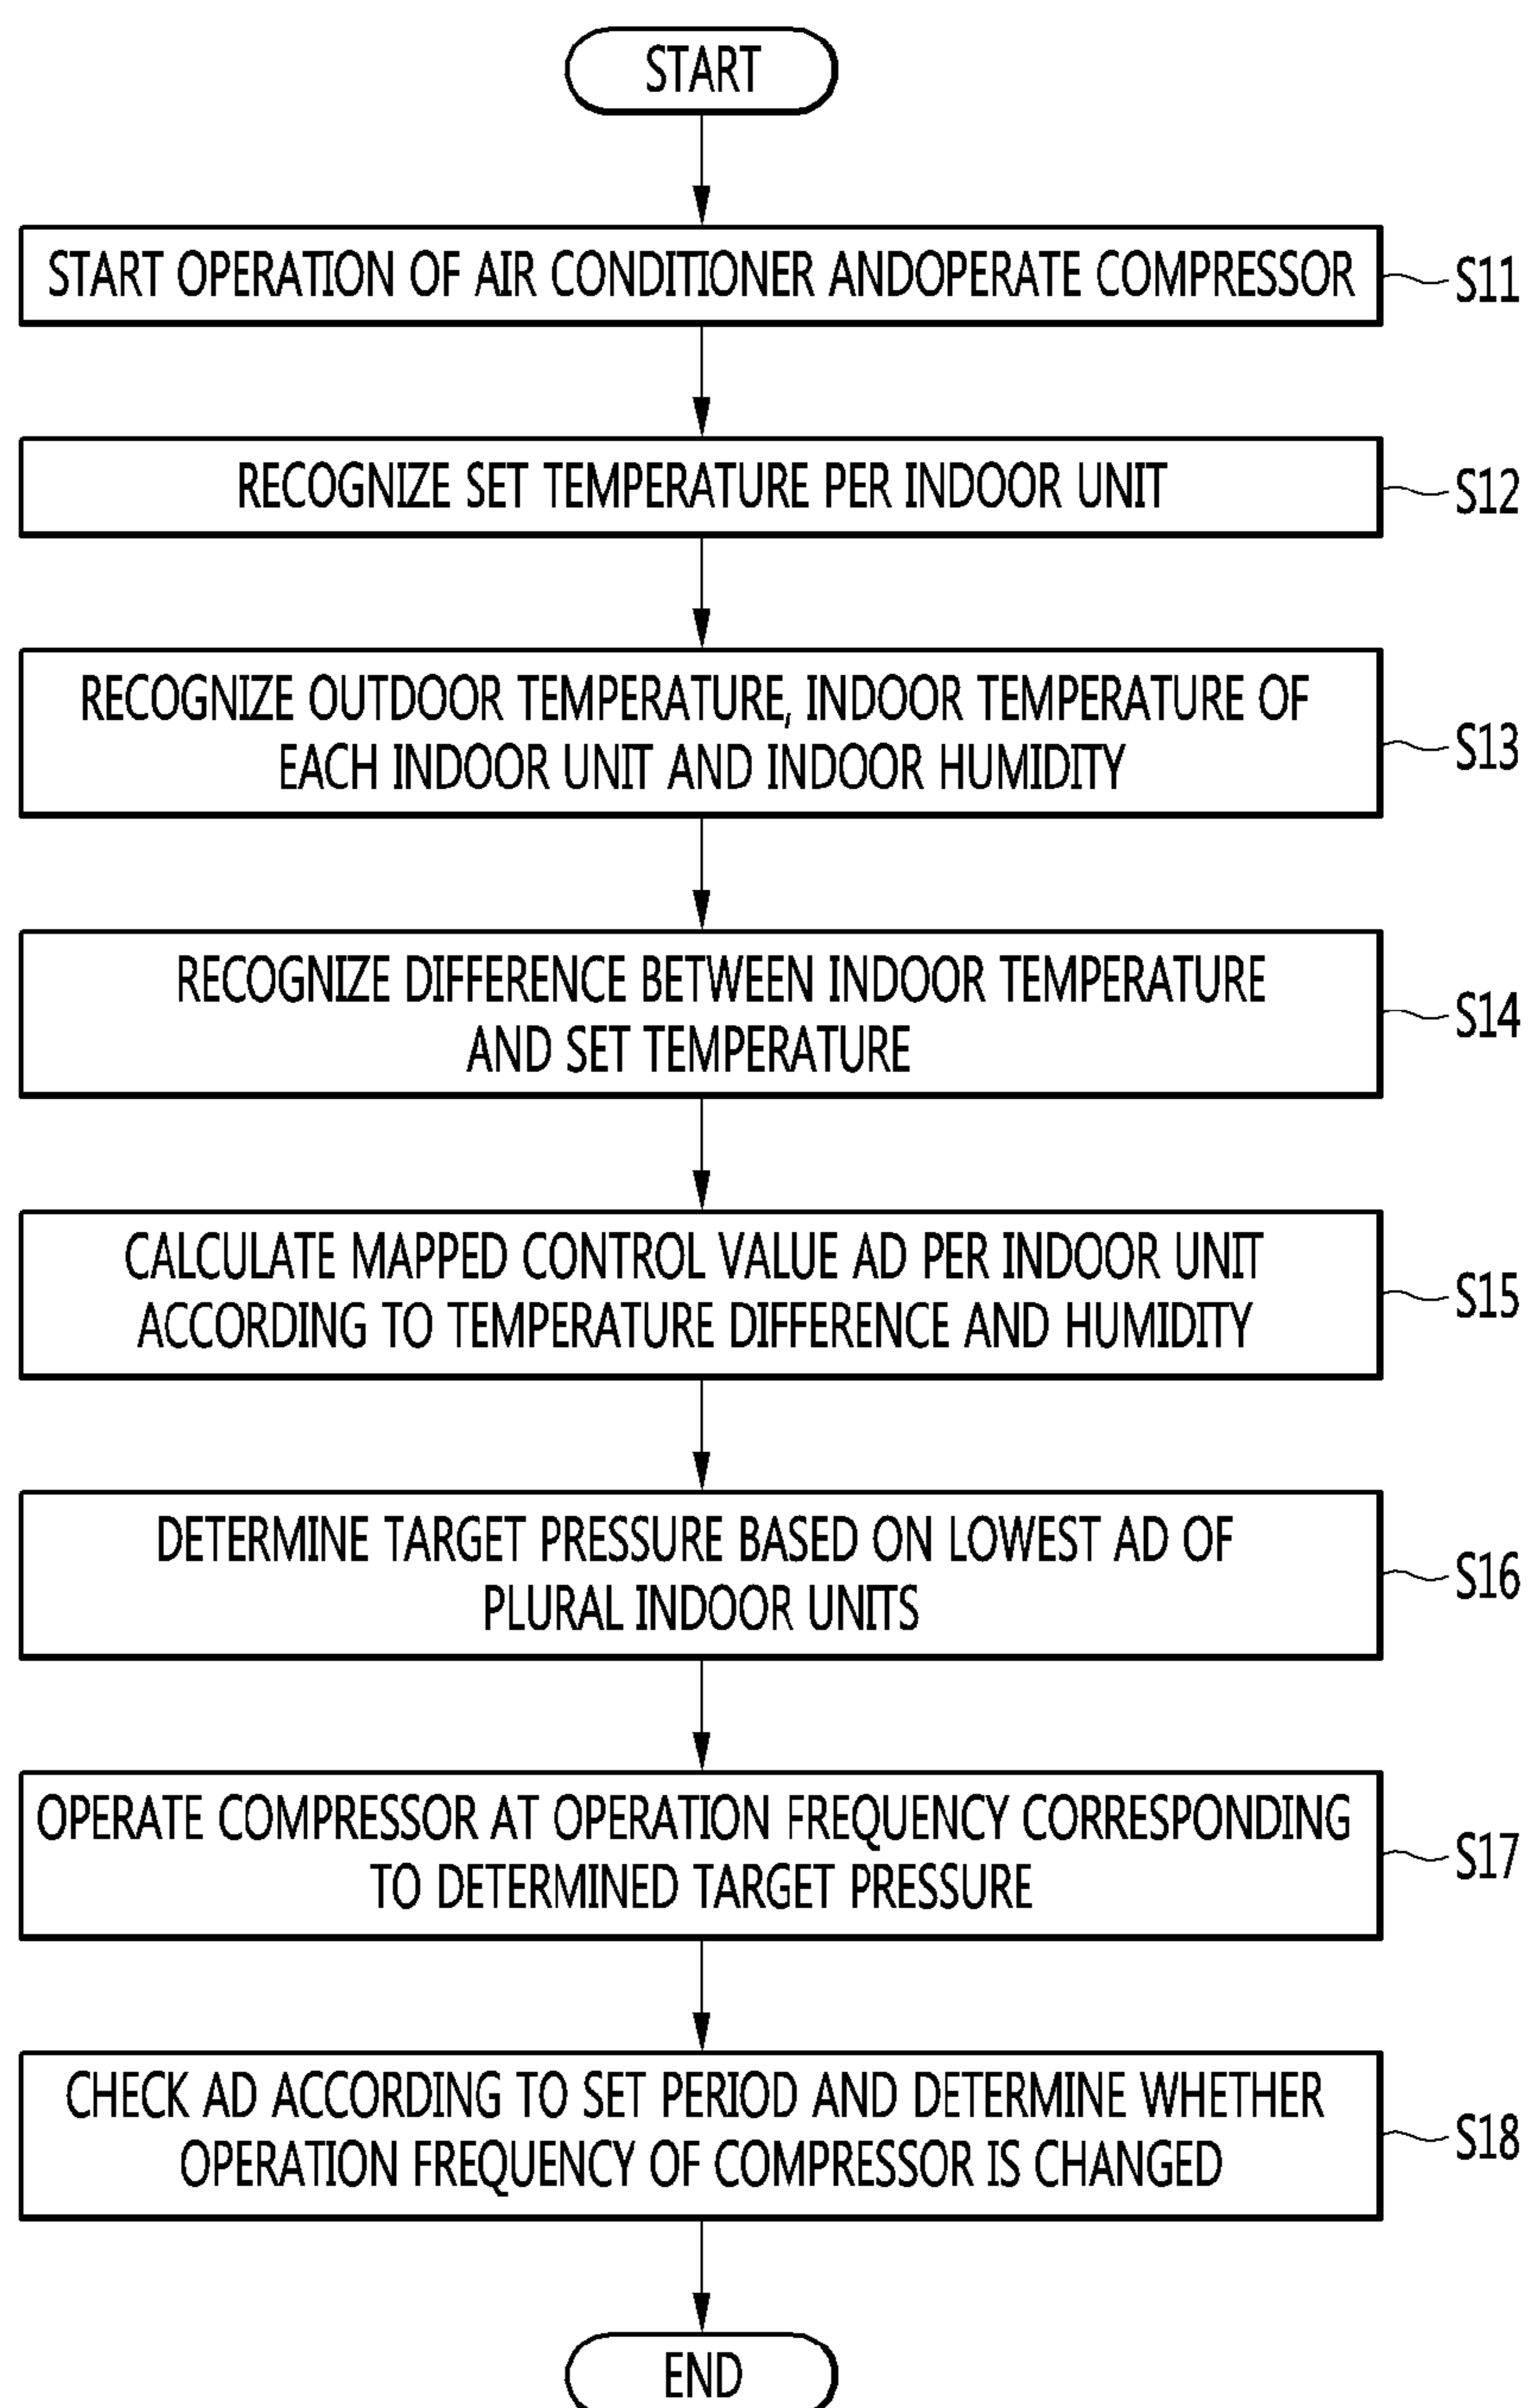 START
START OPERATION OF AIR CONDITIONER ANDOPERATE COMPRESSOR
S11
RECOGNIZE SET TEMPERATURE PER INDOOR UNIT
S12
RECOGNIZE OUTDOOR TEMPERATURE, INDOOR TEMPERATURE OF
EACH INDOOR UNIT AND INDOOR HUMIDITY
S13
RECOGNIZE DIFFERENCE BETWEEN INDOOR TEMPERATURE
AND SET TEMPERATURE
S14
CALCULATE MAPPED CONTROL VALUE AD PER INDOOR UNIT
ACCORDING TO TEMPERATURE DIFFERENCE AND HUMIDITY
S15
DETERMINE TARGET PRESSURE BASED ON LOWEST AD OF
PLURAL INDOOR UNITS
S16
OPERATE COMPRESSOR AT OPERATION FREQUENCY CORRESPONDING
TO DETERMINED TARGET PRESSURE
S17
CHECK AD ACCORDING TO SET PERIOD AND DETERMINE WHETHER
OPERATION FREQUENCY OF COMPRESSOR IS CHANGED
S18
END